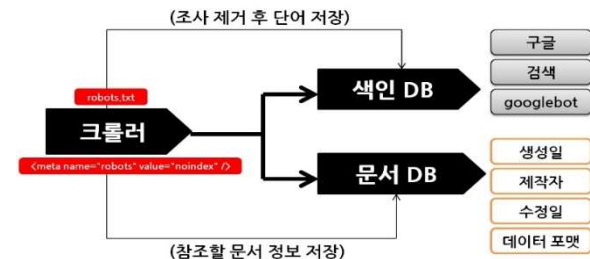 (조사 제거 후 단어 저장)
구글
검색
googlebot
robots.txt
색인 DB
크롤러
<meta name="robots" value="noindex" />
문서 DB
생성일
제작자
수정일
데이터 포맷
(참조할 문서 정보 저장)